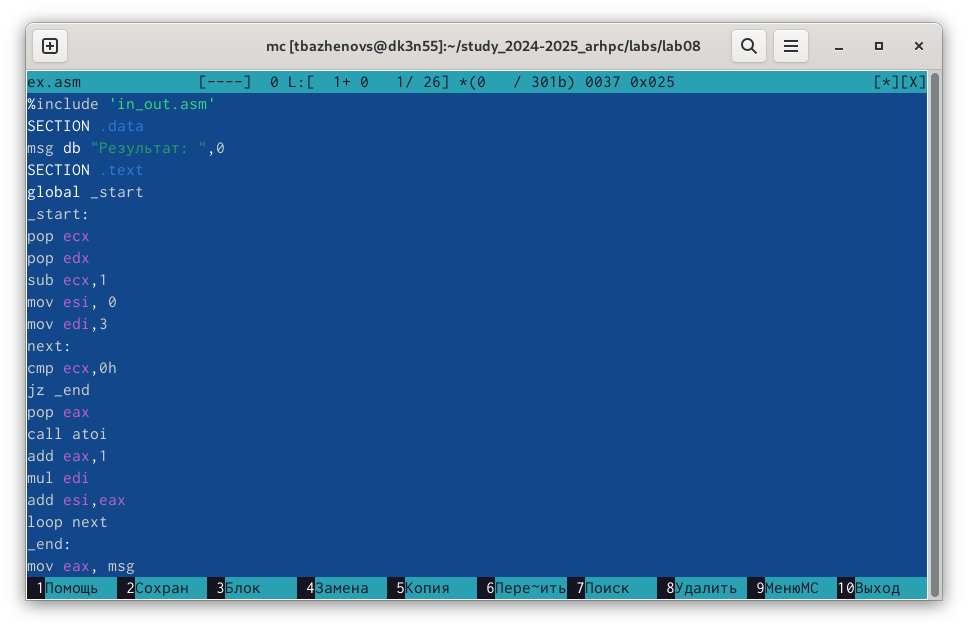 mc [tbazhenovs@dk3n55]:~/study_2024-2025_arhpc/labs/lab08
ex.asm [----] 0 L:[ 1+ 0 1/ 26] *(0 / 301b) 0037 0x025 [*][X]
%include 'in_out.asm'
SECTION .data
msg db "Результат: ",0
SECTION .text
global _start
_start:
pop ecx
pop edx
sub ecx,1
mov esi, 0
mov edi,3
next:
cmp ecx,0h
jz _end
pop eax
call atoi
add eax,1
mul edi
add esi,eax
loop next
_end:
mov eax, msg
1Помощь 2Сохран 3Блок 4Замена 5Копия 6Пере~ить 7Поиск 8Удалить 9МенюMC 10Выход